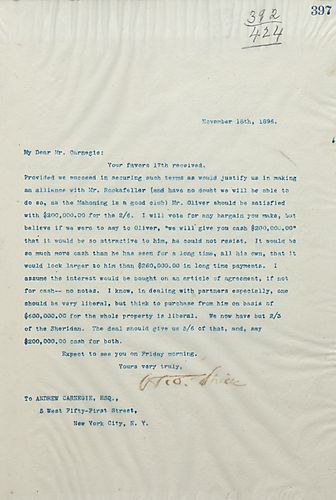 397
392
424
November 18th, 1896.
My Dear Mr. Carnegie:
Your favors 17th received.
Provided we succeed in securing such terms as would justify us in making
an alliance with Mr. Rockafeller (and have no doubt we will be able to
do so, as the Mahoning is a good club) Mr. Oliver should be satisfied
with $200,000.00 for the 2/6. I will vote for any bargain you make, but
believe if we were to say to Oliver, "we will give you cash $200,000.00"
that it would be so attractive to him, he could not resist. It would be
so much more cash than he has seen for a long time, all his own, that it
would look larger to him than $260,000.00 in long time payments. I
assume the interest would be bought on an article of agreement, if not
for cash-- no notes. I know, in dealing with partners especially, one
should be very liberal, but think to purchase from him on basis of
$600,000.00 for the whole property is liberal. We now have but 2/3
of the Sheridan. The deal should give us 5/6 of that, and, say
$200,000.00 cash for both.
Expect to see you on Friday morning.
Yours very truly,
To ANDREW CARNEGIE, ESQ.,
5 West Fifty-First Street,
New York City, N. Y.